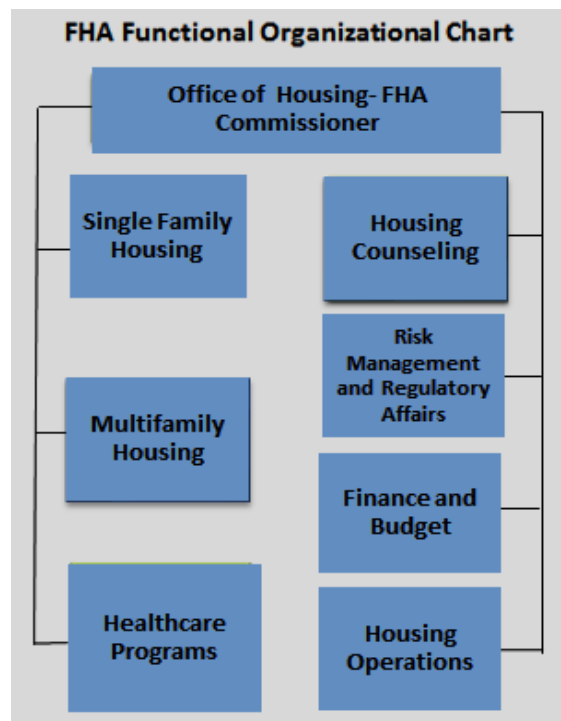 FHA Functional Organizational Chart
Office of Housing- FHA
Commissioner
Single Family
Housing
Housing
Counseling
Risk
Management
and Regulatory
Affairs
Multifamily
Housing
Finance and
Budget
Healthcare
Programs
Housing
Operations